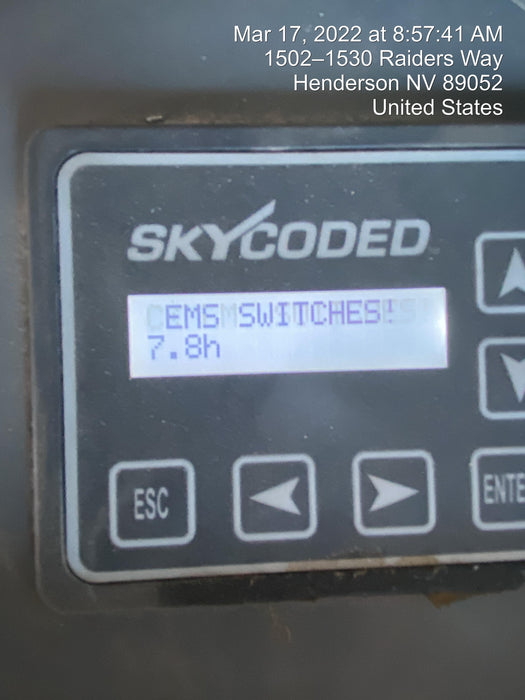 Mar 17, 2022 at 8:57:41 AM
1502–1530 Raiders Way
Henderson NV 89052
United States
SKYCODED
EMS SWITCHES!
7.8h
ESC
ENTE